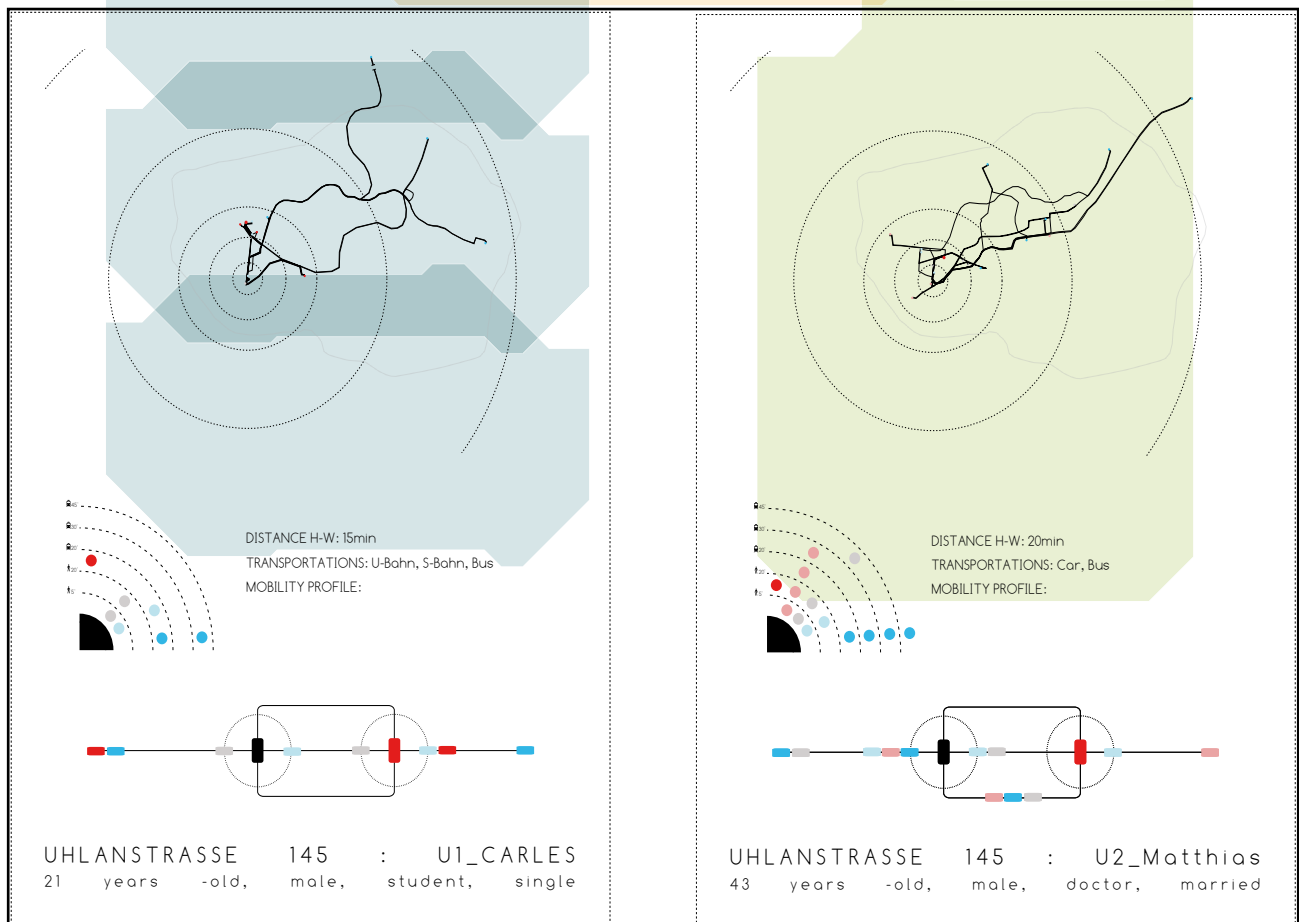 DISTANCE H-W: 15min
TRANSPORTATIONS: U-Bahn, S-Bahn, Bus
MOBILITY PROFILE:
UHLANSTRASSE 145 : U1_CARLES
21 years -old, male, student, single
DISTANCE H-W: 20min
TRANSPORTATIONS: Car, Bus
MOBILITY PROFILE:
UHLANSTRASSE 145 : U2_Matthias
43 years -old, male, doctor, married